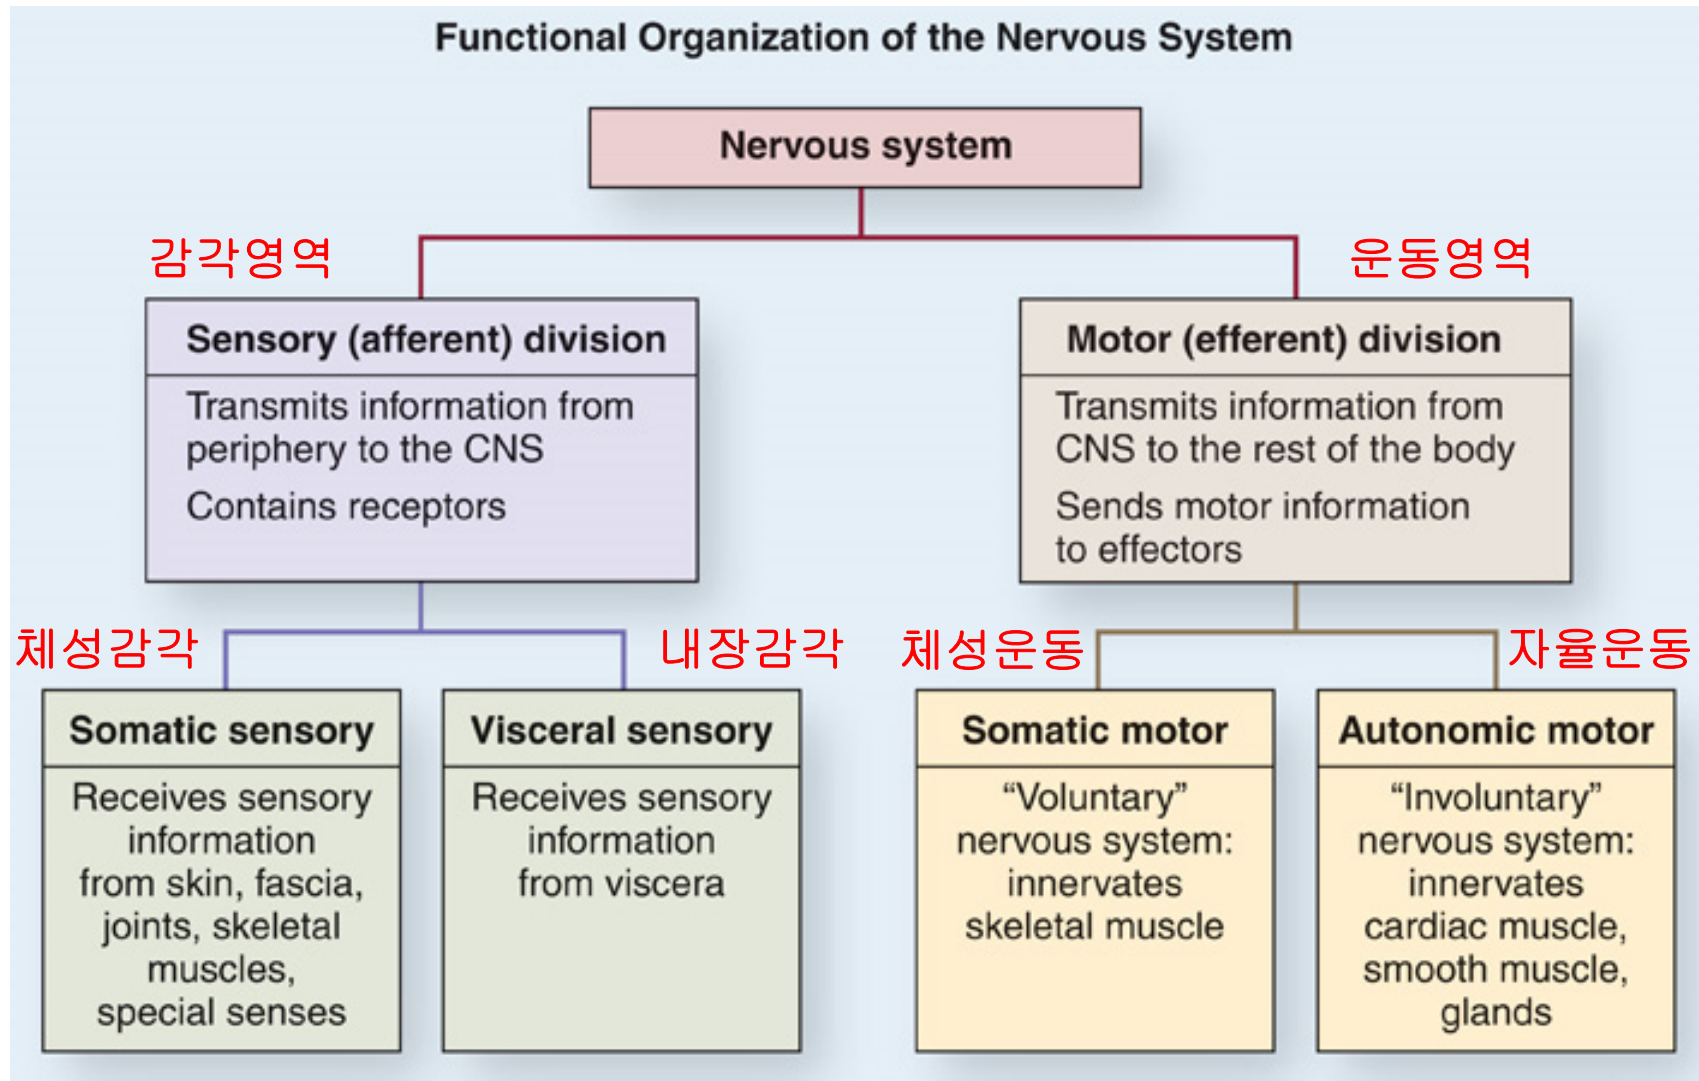 Functional Organization of the Nervous System
Nervous system
감각영역
운동영역
Sensory (afferent) division
Transmits information from
periphery to the CNS
Contains receptors
Motor (efferent) division
Transmits information from
CNS to the rest of the body
Sends motor information
to effectors
체성감각
내장감각
체성운동
자율운동
Somatic sensory
Receives sensory
information
from skin, fascia,
joints, skeletal
muscles,
special senses
Visceral sensory
Receives sensory
information
from viscera
Somatic motor
“Voluntary”
nervous system:
innervates
skeletal muscle
Autonomic motor
“Involuntary”
nervous system:
innervates
cardiac muscle,
smooth muscle,
glands